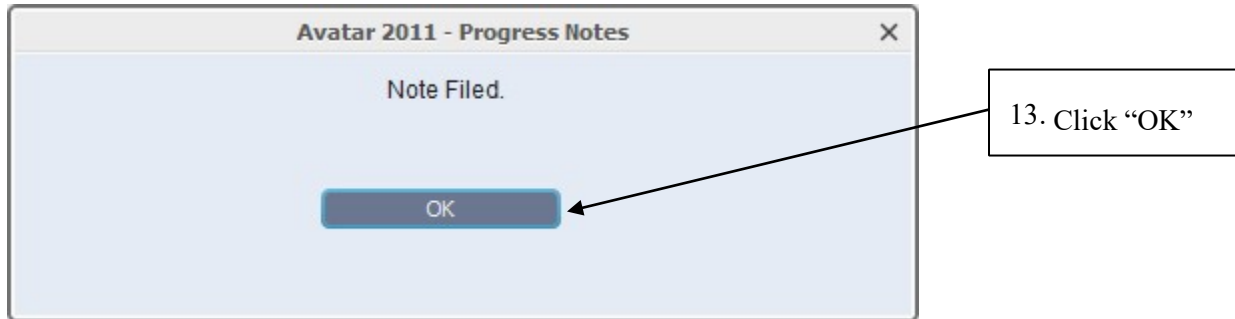 Avatar 2011 - Progress Notes
Note Filed.
OK
13. Click “OK”